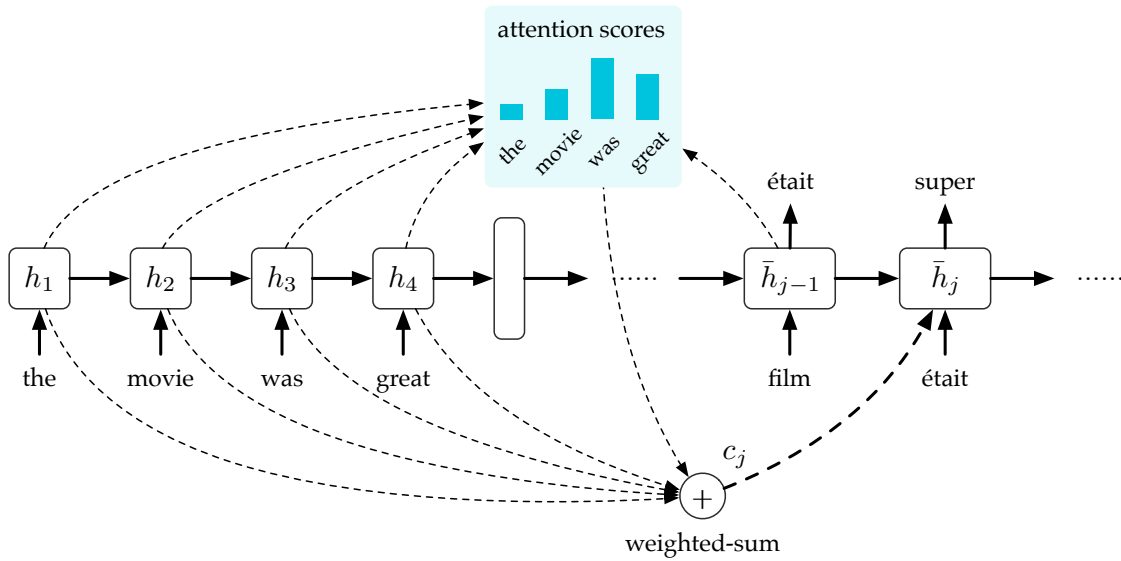 attention scores
the movie was great
était super
h₁ h₂ h₃ h₄ ...... h̄ⱼ₋₁ h̄ⱼ ......
the movie was great film était
cⱼ
+
weighted-sum